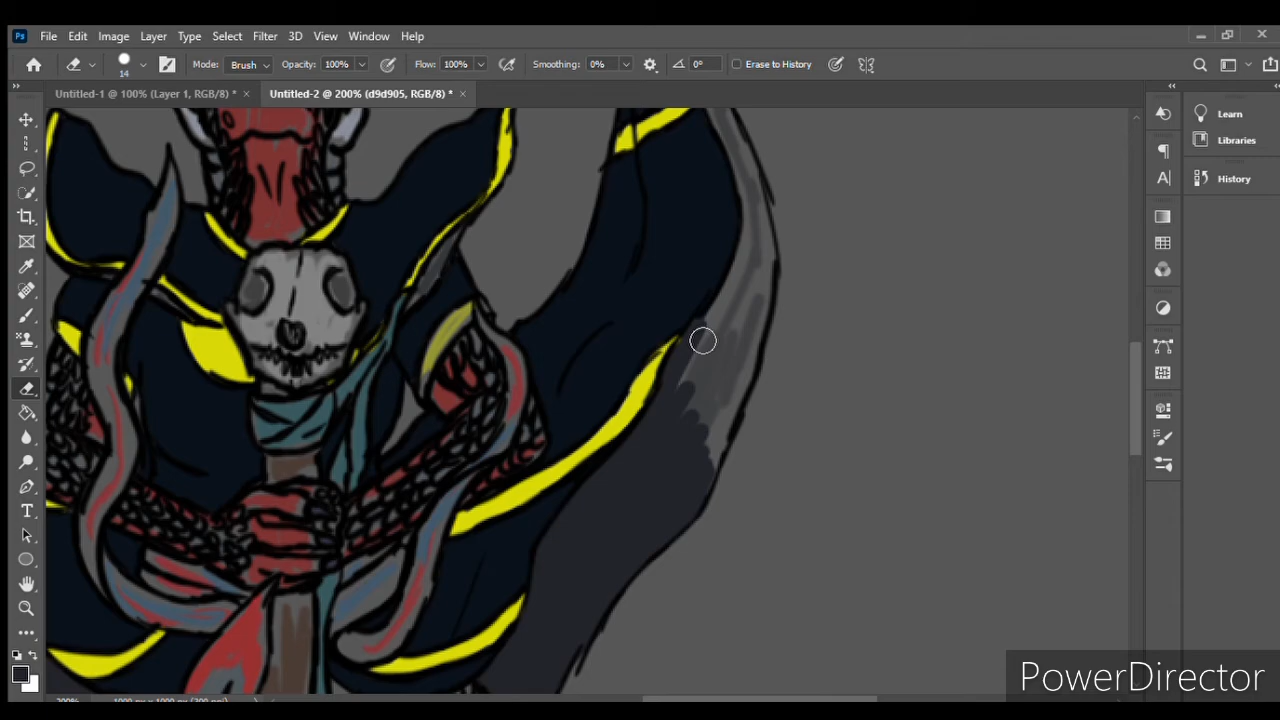 Ps File Edit Image Layer Type Select Filter 3D View Window Help
14 Mode: Brush Opacity: 100% Flow: 100% Smoothing: 0% 0° Erase to History
Untitled-1 @ 100% (Layer 1, RGB/8) * × Untitled-2 @ 200% (d9d905, RGB/8) * ×
Learn
Libraries
History
PowerDirector